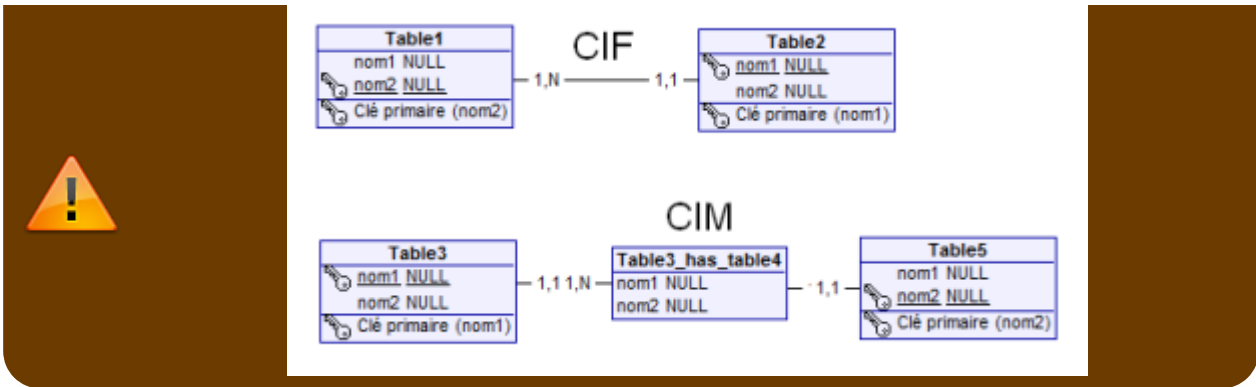 CIF
Table1
nom1 NULL
nom2 NULL
Clé primaire (nom2)
1,N
1,1
Table2
nom1 NULL
nom2 NULL
Clé primaire (nom1)
CIM
Table3
nom1 NULL
nom2 NULL
Clé primaire (nom1)
1,1 1,N
Table3_has_table4
nom1 NULL
nom2 NULL
1,1
Table5
nom1 NULL
nom2 NULL
Clé primaire (nom2)